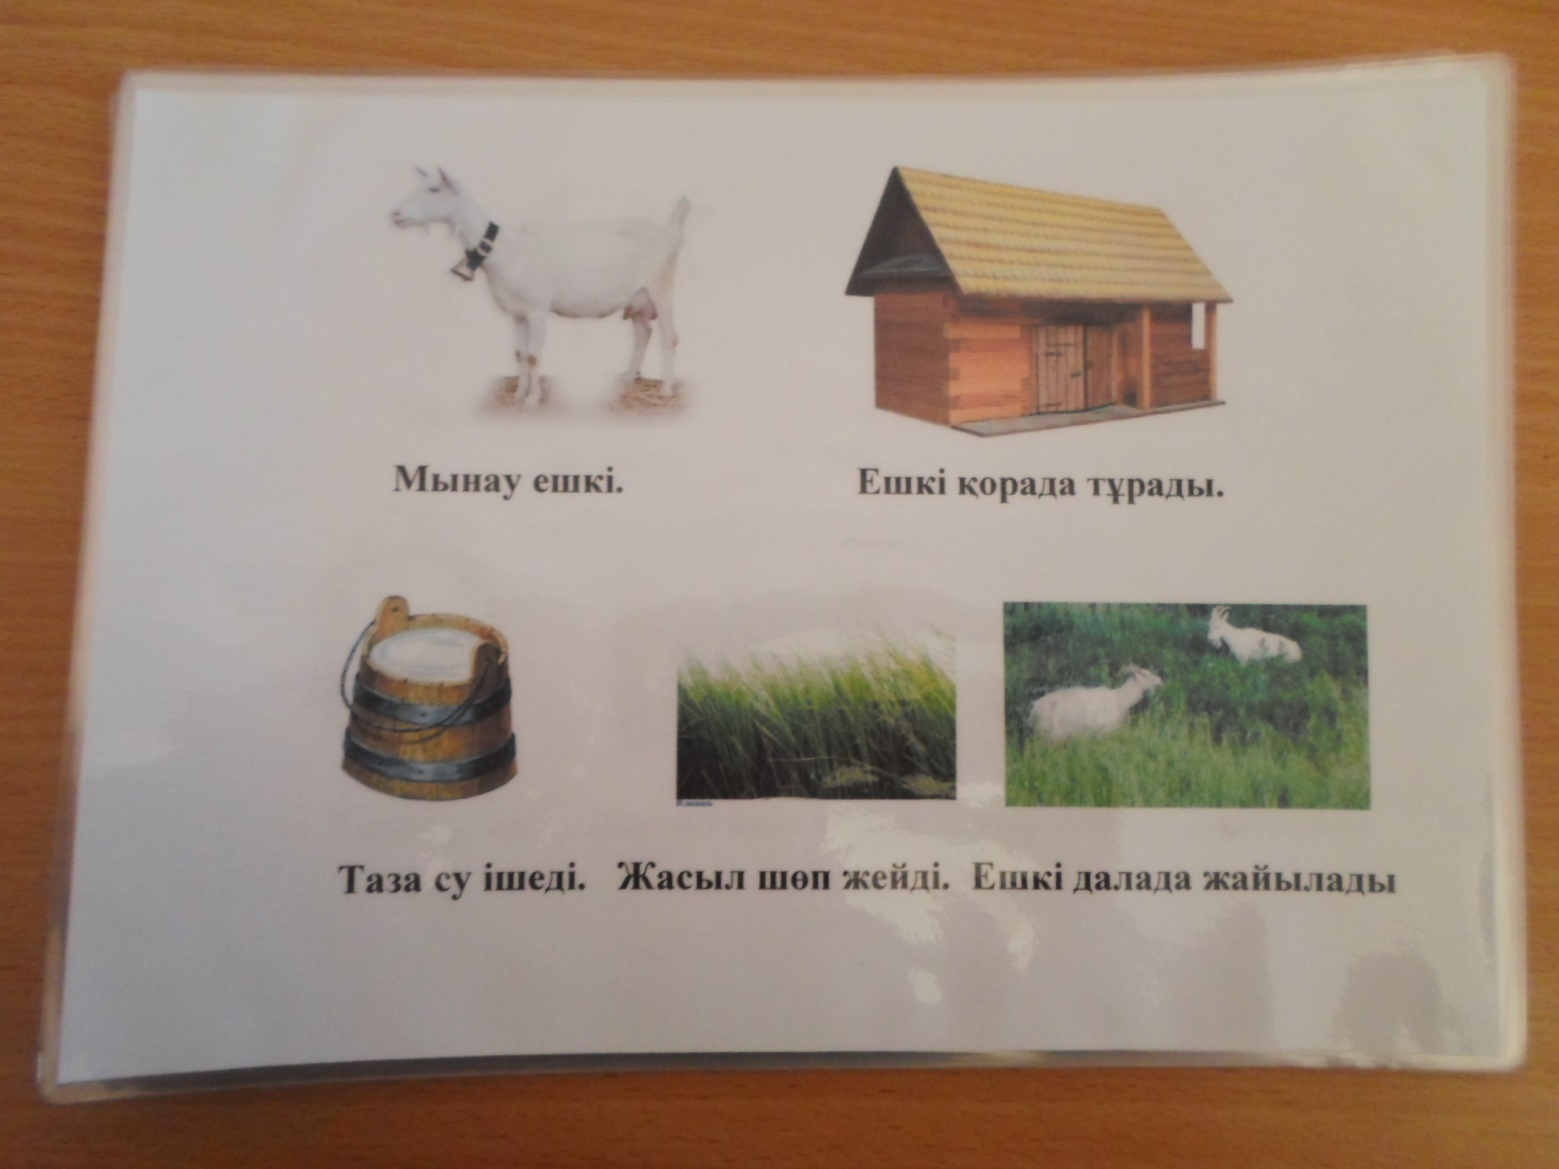 Мынау ешкі.
Ешкі қорада тұрады.
Таза су ішеді. Жасыл шөп жейді. Ешкі далада жайылады